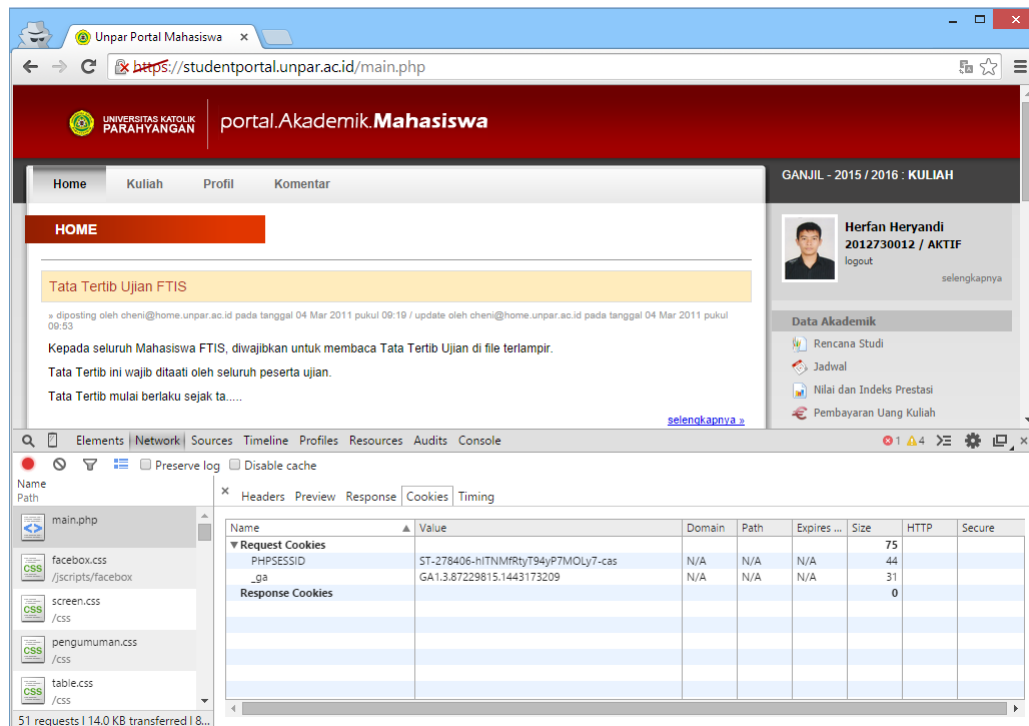 Unpar Portal Mahasiswa
https://studentportal.unpar.ac.id/main.php
UNIVERSITAS KATOLIK
PARAHYANGAN
portal.Akademik.Mahasiswa
Home Kuliah Profil Komentar
GANJIL - 2015 / 2016 : KULIAH
HOME
Herfan Heryandi
2012730012 / AKTIF
logout
selengkapnya
Tata Tertib Ujian FTIS
» diposting oleh cheni@home.unpar.ac.id pada tanggal 04 Mar 2011 pukul 09:19 / update oleh cheni@home.unpar.ac.id pada tanggal 04 Mar 2011 pukul
09:53
Kepada seluruh Mahasiswa FTIS, diwajibkan untuk membaca Tata Tertib Ujian di file terlampir.
Tata Tertib ini wajib ditaati oleh seluruh peserta ujian.
Tata Tertib mulai berlaku sejak ta.....
selengkapnya »
Data Akademik
Rencana Studi
Jadwal
Nilai dan Indeks Prestasi
Pembayaran Uang Kuliah
Elements Network Sources Timeline Profiles Resources Audits Console
1 4
Preserve log Disable cache
Name
Path
Headers Preview Response Cookies Timing
main.php
facebox.css
/jscripts/facebox
screen.css
/css
pengumuman.css
/css
table.css
/css
Name Value Domain Path Expires ... Size HTTP Secure
Request Cookies 75
PHPSESSID ST-278406-hITNMfRtyT94yP7MOLy7-cas N/A N/A N/A 44
_ga GA1.3.87229815.1443173209 N/A N/A N/A 31
Response Cookies 0
51 requests | 14.0 KB transferred | 8...